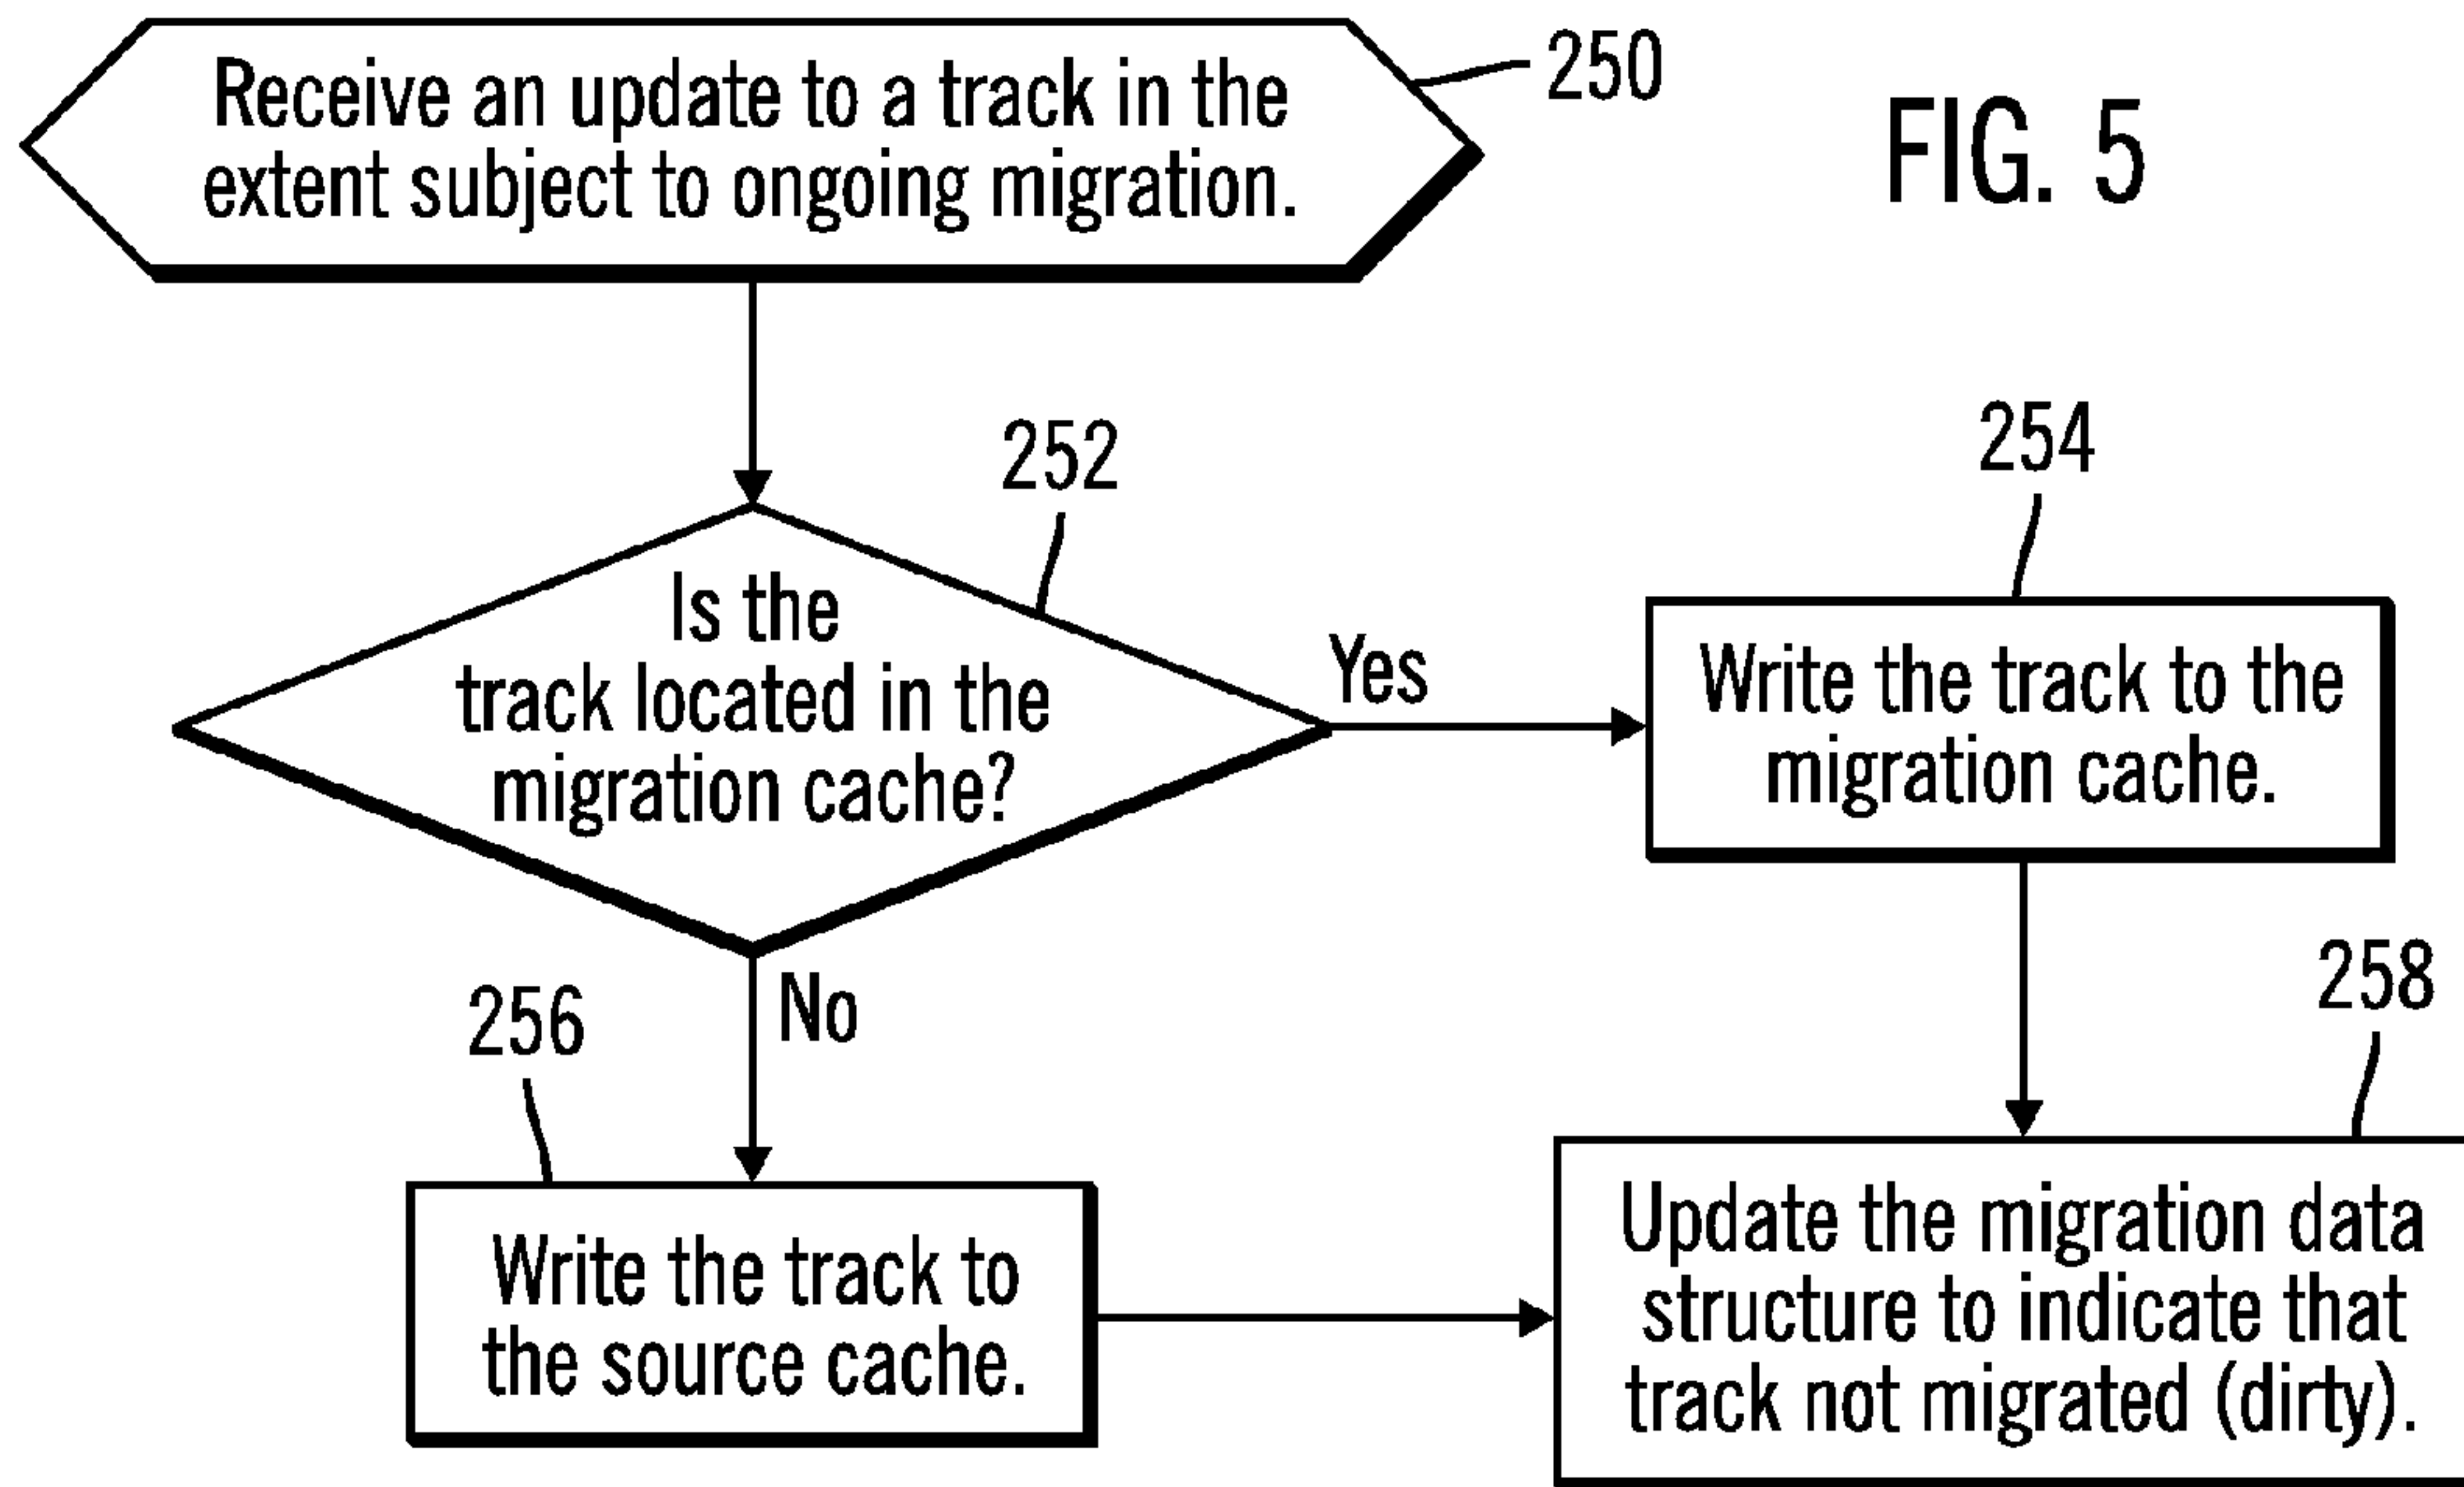 Receive an update to a track in the
extent subject to ongoing migration.
250
FIG. 5
252
Is the
track located in the
migration cache?
Yes
254
Write the track to the
migration cache.
No
256
Write the track to
the source cache.
258
Update the migration data
structure to indicate that
track not migrated (dirty).